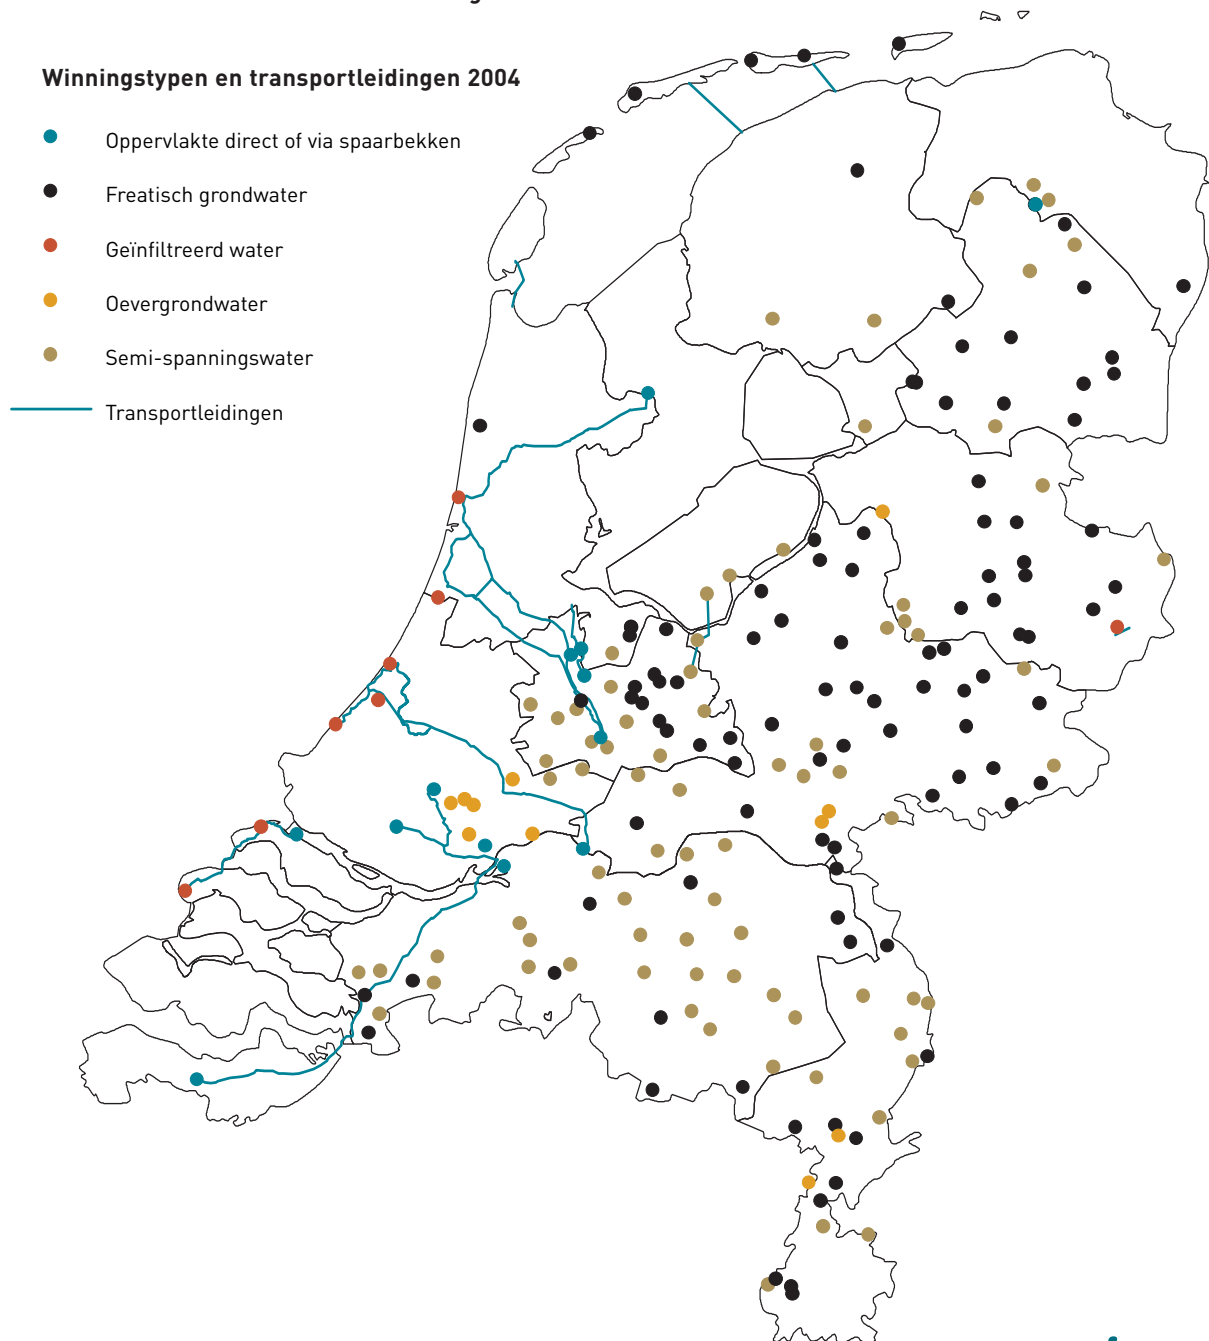 Winningstypen en transportleidingen 2004
Oppervlakte direct of via spaarbekken
Freatisch grondwater
Geïnfiltreerd water
Oevergrondwater
Semi-spanningswater
Transportleidingen